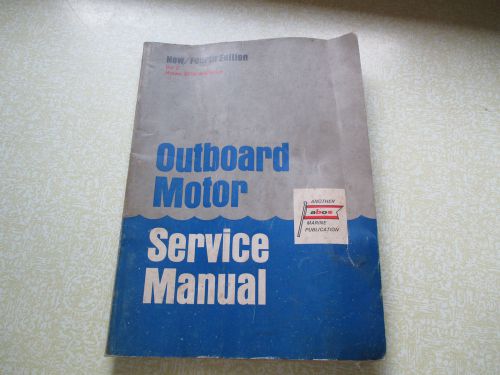 New/Fourth Edition
Outboard
Motor
Service
Manual
ANOTHER
abos
MARINE
PUBLICATION